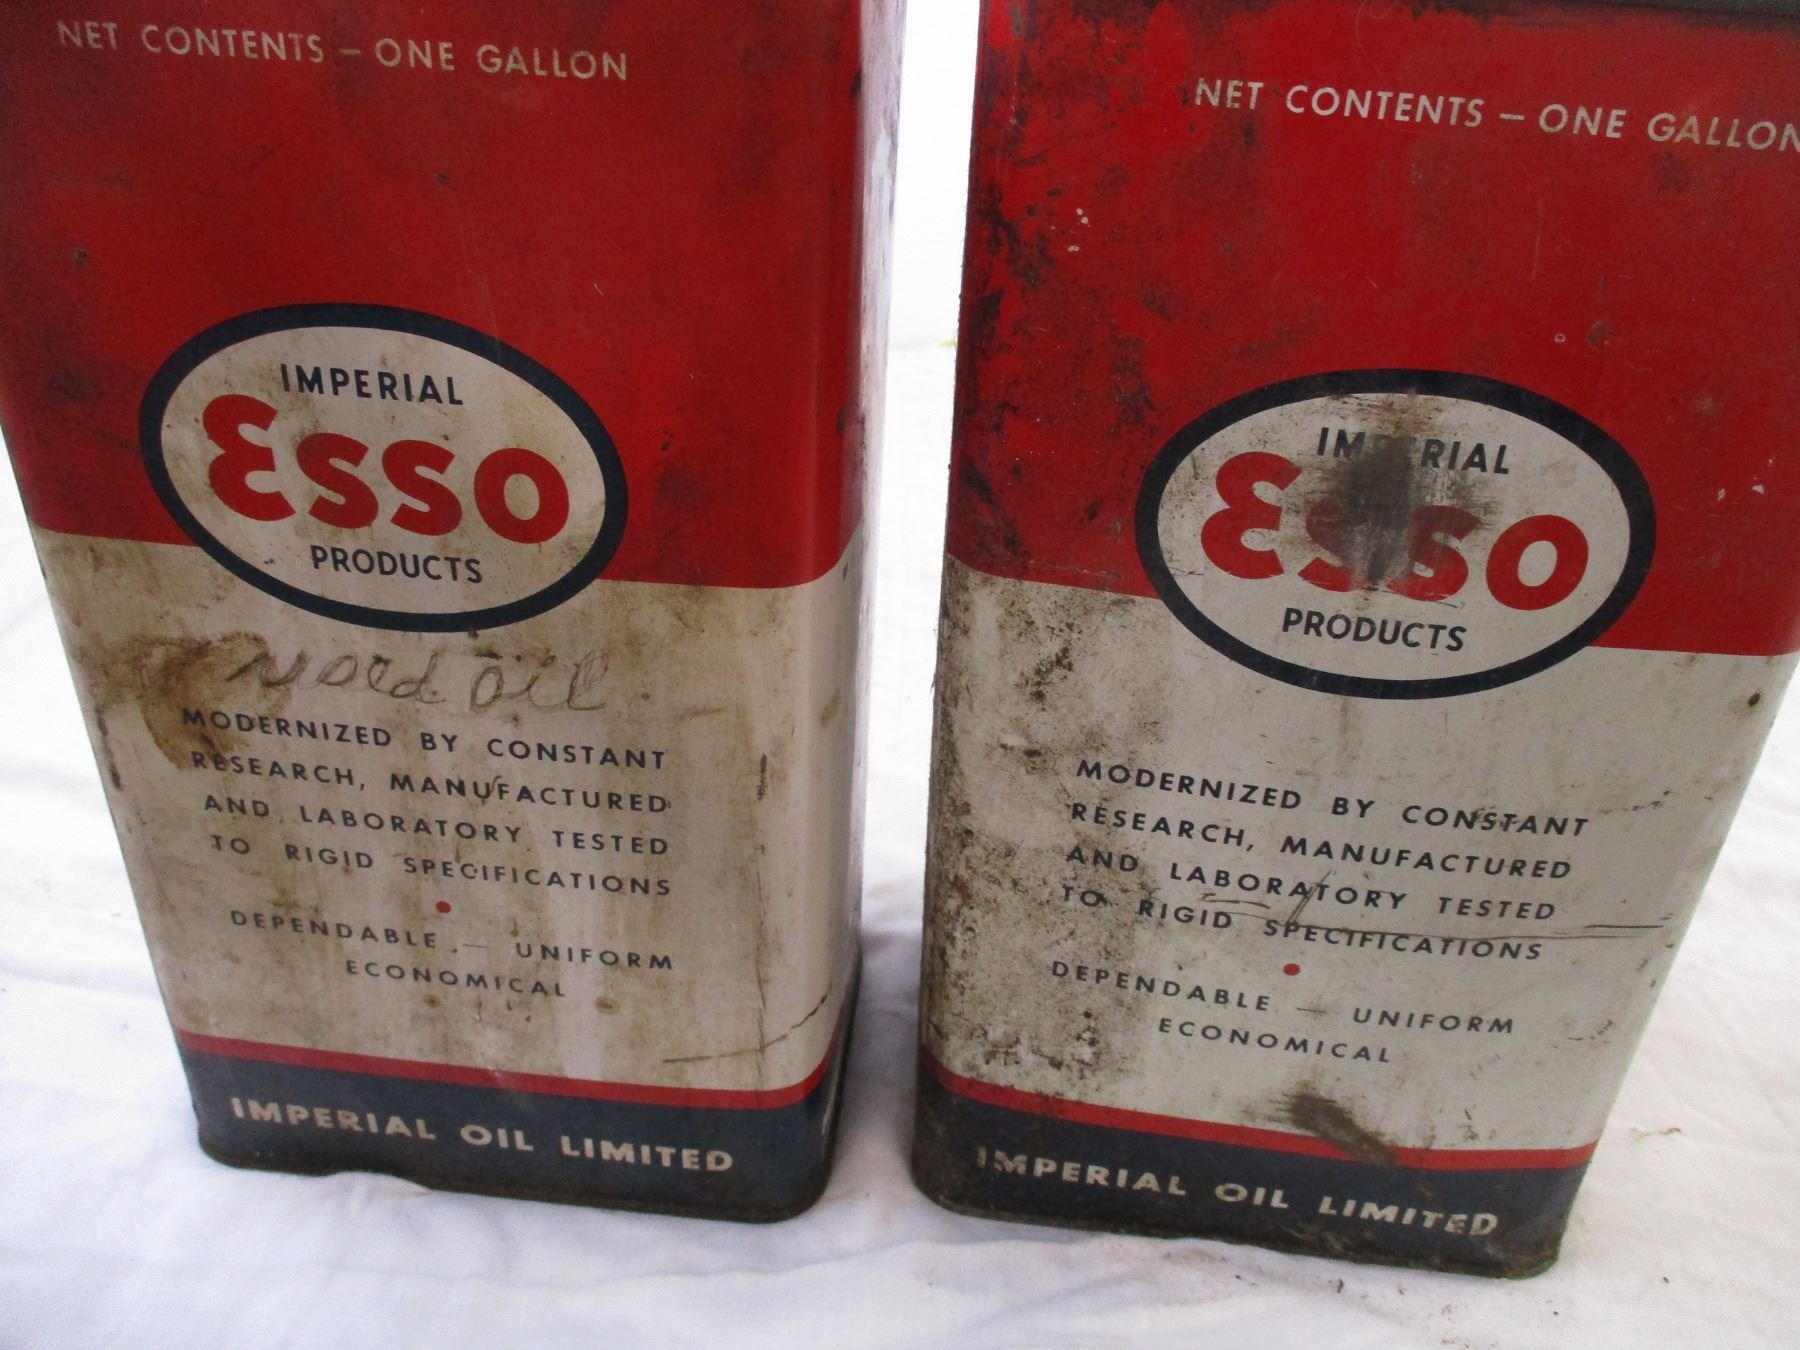 NET CONTENTS – ONE GALLON
IMPERIAL
Esso
PRODUCTS
oil
MODERNIZED BY CONSTANT
RESEARCH, MANUFACTURED
AND LABORATORY TESTED
TO RIGID SPECIFICATIONS
•
DEPENDABLE – UNIFORM
ECONOMICAL
IMPERIAL OIL LIMITED
NET CONTENTS – ONE GALLON
IMPERIAL
Esso
PRODUCTS
MODERNIZED BY CONSTANT
RESEARCH, MANUFACTURED
AND LABORATORY TESTED
TO RIGID SPECIFICATIONS
•
DEPENDABLE – UNIFORM
ECONOMICAL
IMPERIAL OIL LIMITED